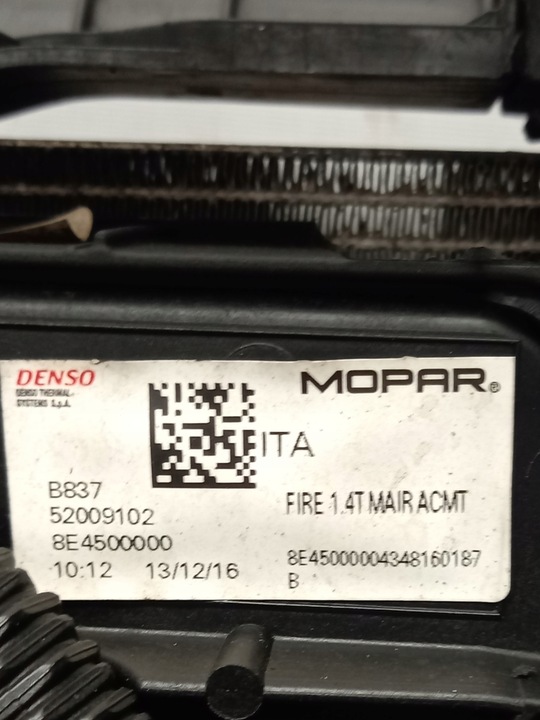 DENSO
DENSO THERMAL
SYSTEMS S.p.A.
MOPAR®
ITA
B837
52009102
8E4500000
10:12 13/12/16
FIRE 1.4T MAIR ACMT
8E45000004348160187
B